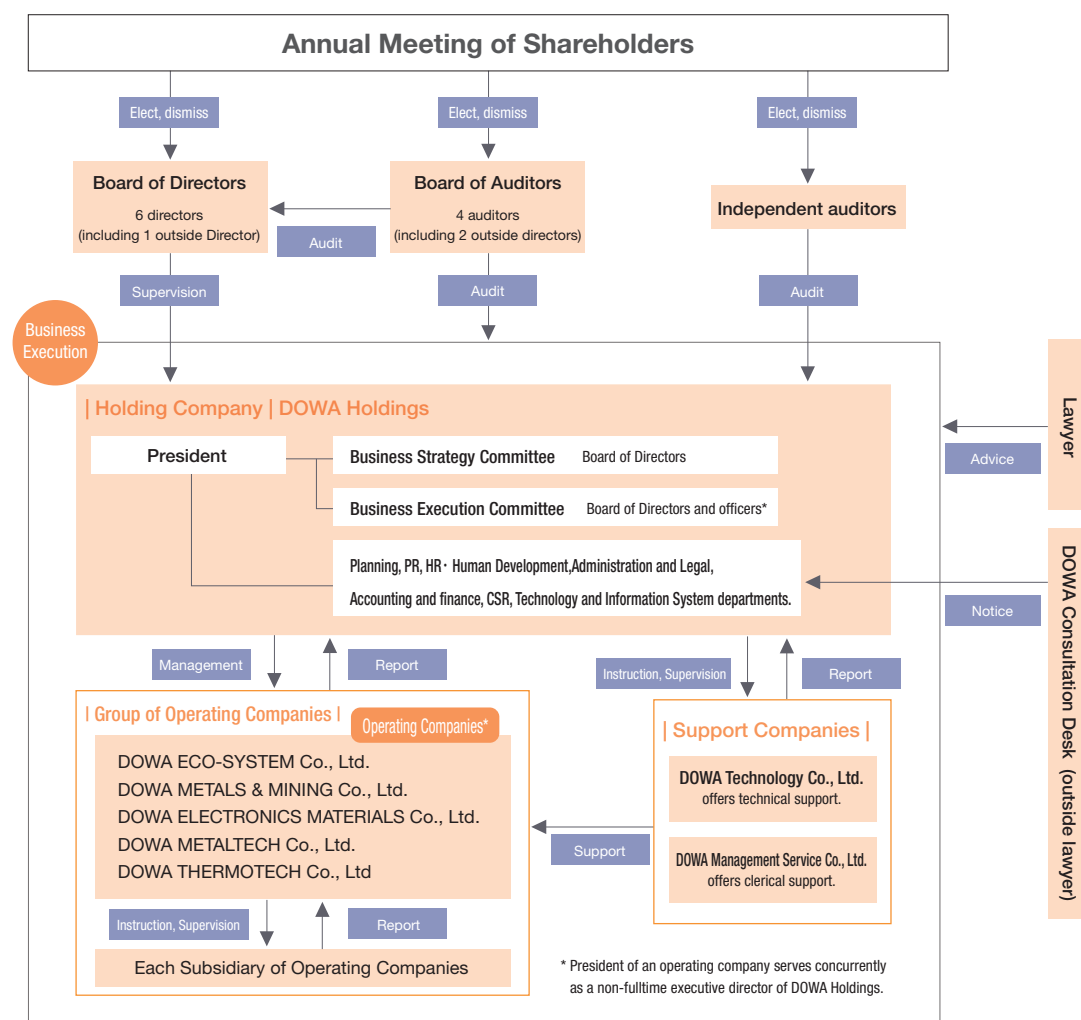 Annual Meeting of Shareholders
Elect, dismiss
Elect, dismiss
Elect, dismiss
Board of Directors
6 directors
(including 1 outside Director)
Board of Auditors
4 auditors
(including 2 outside directors)
Independent auditors
Audit
Supervision
Audit
Audit
Business
Execution
| Holding Company | DOWA Holdings
President
Business Strategy Committee Board of Directors
Business Execution Committee Board of Directors and officers*
Planning, PR, HR・Human Development,Administration and Legal,
Accounting and finance, CSR, Technology and Information System departments.
Lawyer
Advice
DOWA Consultation Desk (outside lawyer)
Notice
Management
Report
Instruction, Supervision
Report
| Group of Operating Companies |
Operating Companies*
DOWA ECO-SYSTEM Co., Ltd.
DOWA METALS & MINING Co., Ltd.
DOWA ELECTRONICS MATERIALS Co., Ltd.
DOWA METALTECH Co., Ltd.
DOWA THERMOTECH Co., Ltd
Instruction, Supervision
Report
Each Subsidiary of Operating Companies
Support
| Support Companies |
DOWA Technology Co., Ltd.
offers technical support.
DOWA Management Service Co., Ltd.
offers clerical support.
* President of an operating company serves concurrently
as a non-fulltime executive director of DOWA Holdings.